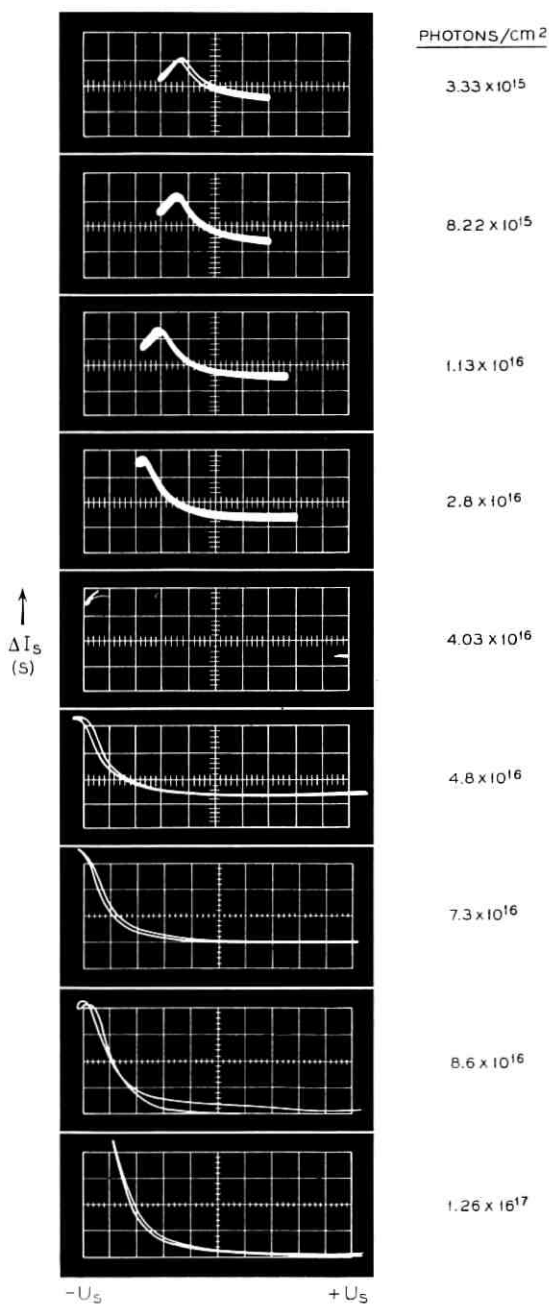 PHOTONS/CM²
3.33 x 10¹⁵
8.22 x 10¹⁵
1.13 x 10¹⁶
2.8 x 10¹⁶
↑
ΔIₛ
(S)
4.03 x 10¹⁶
4.8 x 10¹⁶
7.3 x 10¹⁶
8.6 x 10¹⁶
1.26 x 16¹⁷
-Uₛ +Uₛ